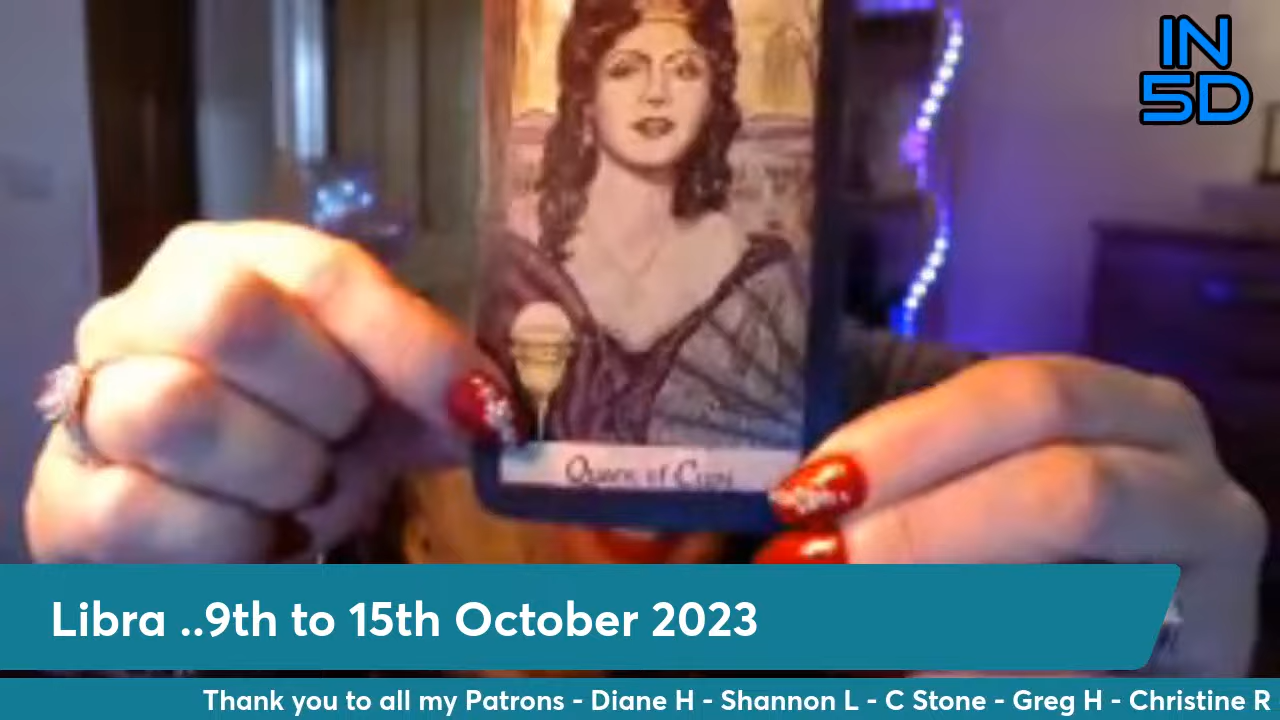 IN
5D
Queen of Cups
Libra ..9th to 15th October 2023
Thank you to all my Patrons - Diane H - Shannon L - C Stone - Greg H - Christine R